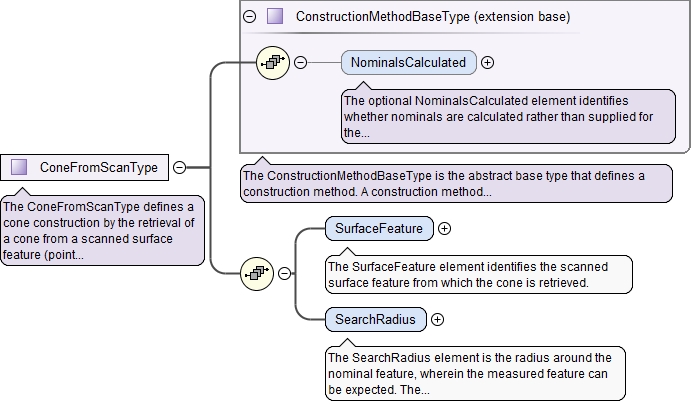 ConstructionMethodBaseType (extension base)
NominalsCalculated
The optional NominalsCalculated element identifies
whether nominals are calculated rather than supplied for
the...
The ConstructionMethodBaseType is the abstract base type that defines a
construction method. A construction method...
ConeFromScanType
The ConeFromScanType defines a
cone construction by the retrieval of
a cone from a scanned surface
feature (point...
SurfaceFeature
The SurfaceFeature element identifies the scanned
surface feature from which the cone is retrieved.
SearchRadius
The SearchRadius element is the radius around the
nominal feature, wherein the measured feature can
be expected. The...